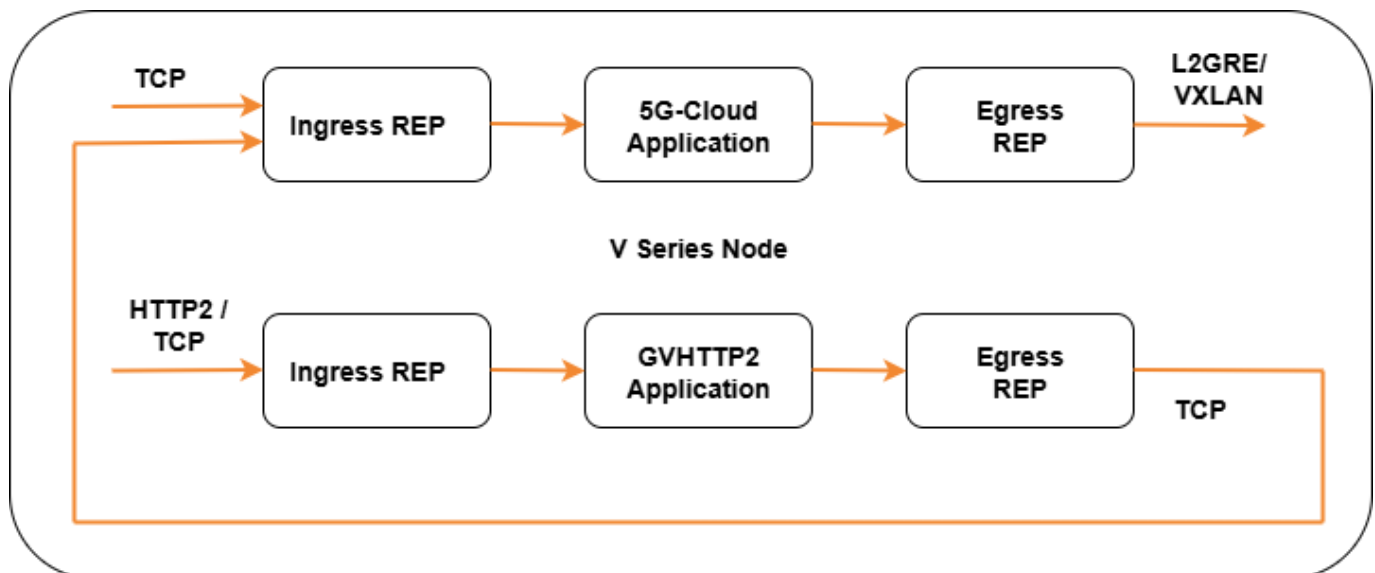 TCP
Ingress REP
5G-Cloud
Application
Egress
REP
L2GRE/
VXLAN
V Series Node
HTTP2 /
TCP
Ingress REP
GVHTTP2
Application
Egress
REP
TCP